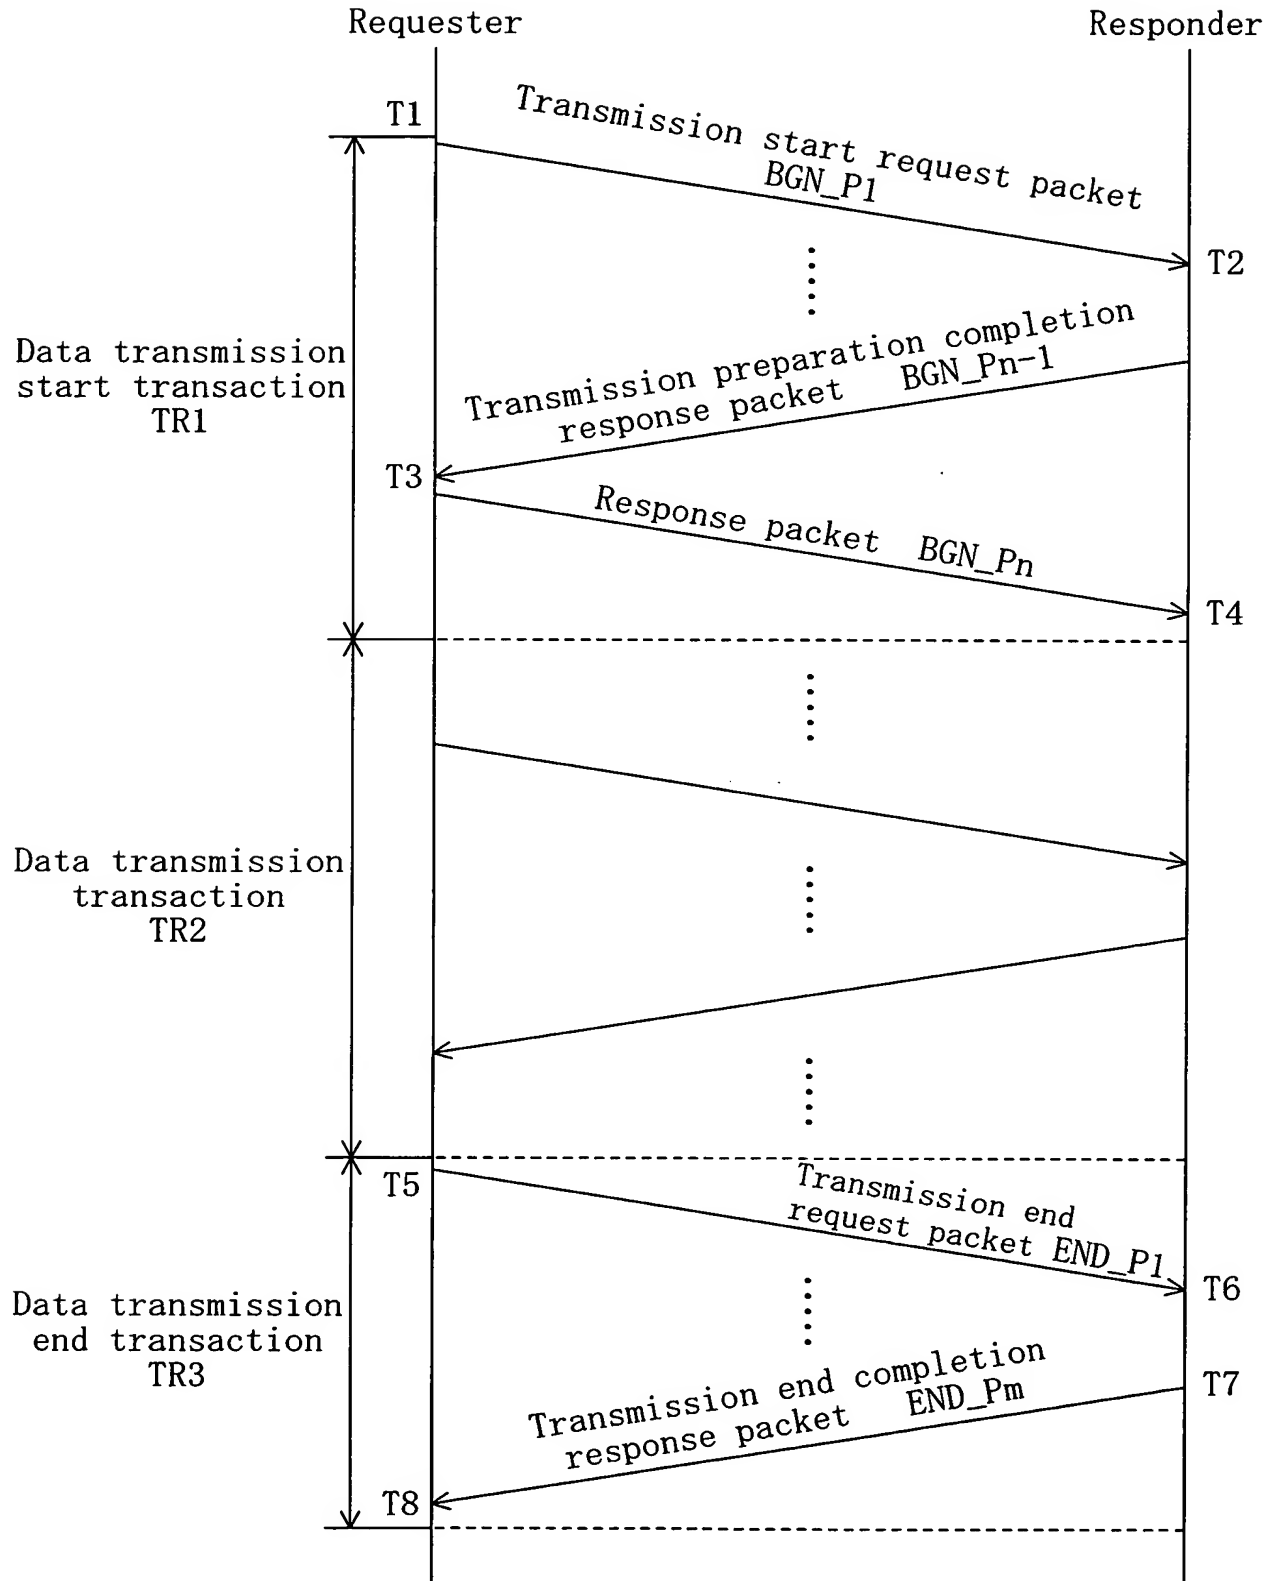 Requester
Responder
T1
Transmission start request packet
BGN_P1
T2
Data transmission
start transaction
TR1
Transmission preparation completion
response packet BGN_Pn-1
T3
Response packet BGN_Pn
T4
Data transmission
transaction
TR2
T5
Transmission end
request packet END_P1
T6
Data transmission
end transaction
TR3
Transmission end completion
response packet END_Pm
T7
T8